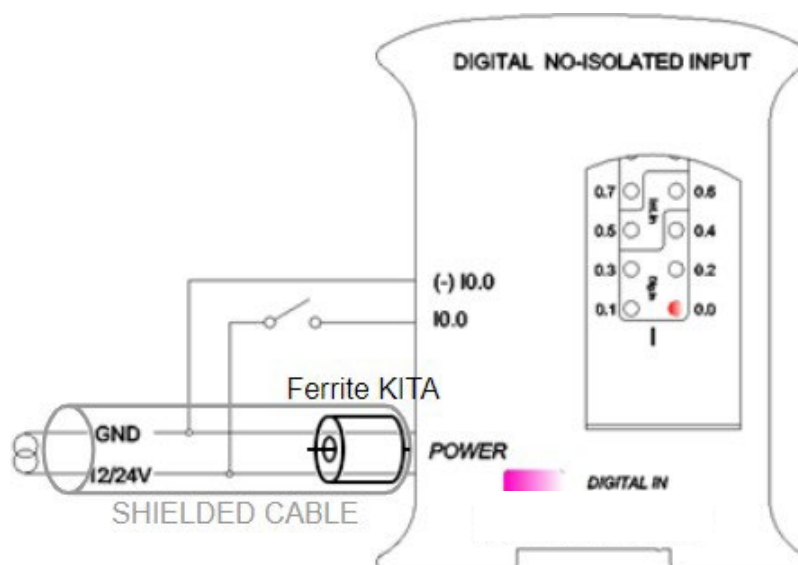 DIGITAL NO-ISOLATED INPUT
0.7 0.6
0.5 0.4
0.3 0.2
0.1 0.0
I
(-) I0.0
I0.0
Ferrite KITA
GND
POWER
12/24V
DIGITAL IN
SHIELDED CABLE